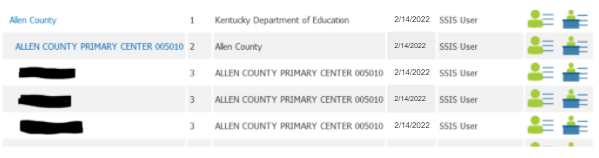 Allen County 1 Kentucky Department of Education 2/14/2022 SSIS User
ALLEN COUNTY PRIMARY CENTER 005010 2 Allen County 2/14/2022 SSIS User
3 ALLEN COUNTY PRIMARY CENTER 005010 2/14/2022 SSIS User
3 ALLEN COUNTY PRIMARY CENTER 005010 2/14/2022 SSIS User
3 ALLEN COUNTY PRIMARY CENTER 005010 2/14/2022 SSIS User